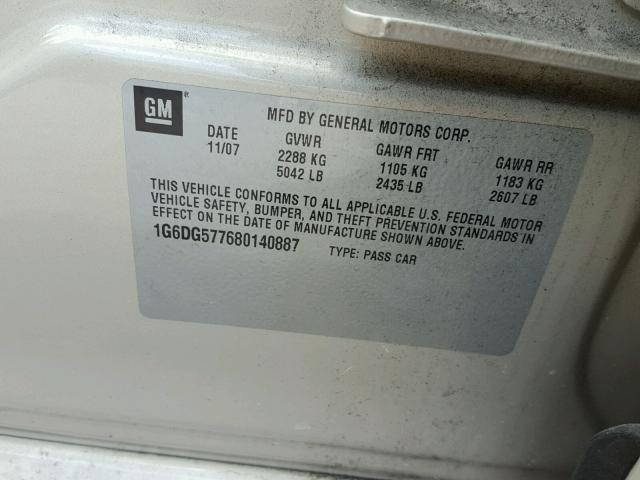 GM ®
MFD BY GENERAL MOTORS CORP.
DATE GVWR GAWR FRT GAWR RR
11/07 2288 KG 1105 KG 1183 KG
5042 LB 2435 LB 2607 LB
THIS VEHICLE CONFORMS TO ALL APPLICABLE U.S. FEDERAL MOTOR
VEHICLE SAFETY, BUMPER, AND THEFT PREVENTION STANDARDS IN
EFFECT ON THE DATE OF MANUFACTURE SHOWN ABOVE.
1G6DG577680140887 TYPE: PASS CAR